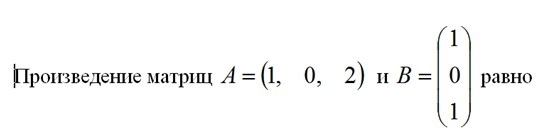 Произведение матриц A = (1, 0, 2) и B = (1 0 1) равно